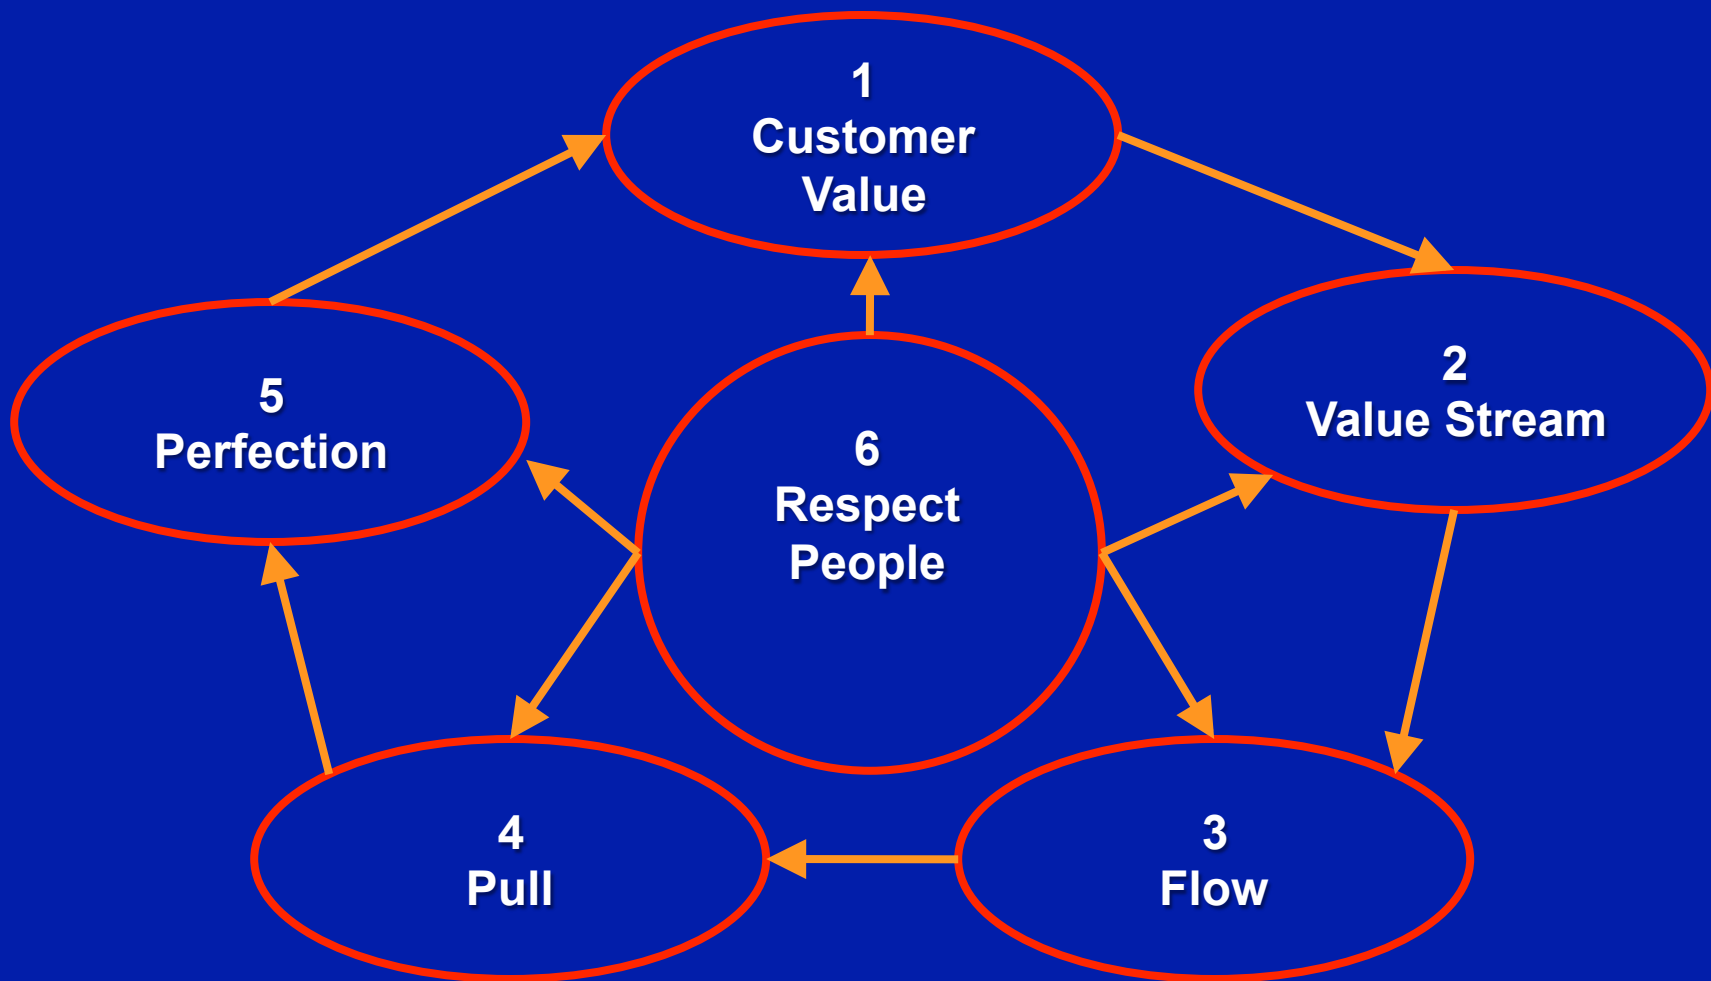 1
Customer
Value
2
Value Stream
3
Flow
4
Pull
5
Perfection
6
Respect
People